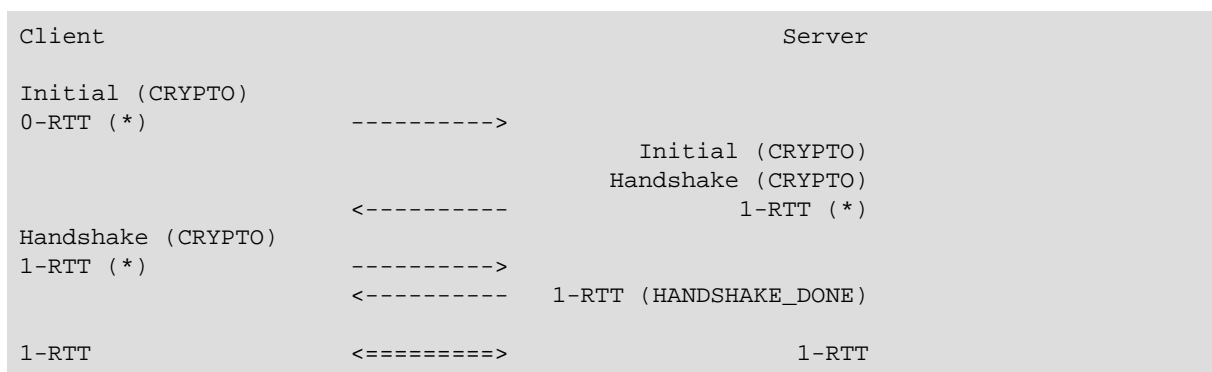 Client                                               Server

Initial (CRYPTO)
0-RTT (*)              ---------->
                                           Initial (CRYPTO)
                                         Handshake (CRYPTO)
                       <----------                1-RTT (*)
Handshake (CRYPTO)
1-RTT (*)              ---------->
                       <----------   1-RTT (HANDSHAKE_DONE)

1-RTT                  <=========>                    1-RTT